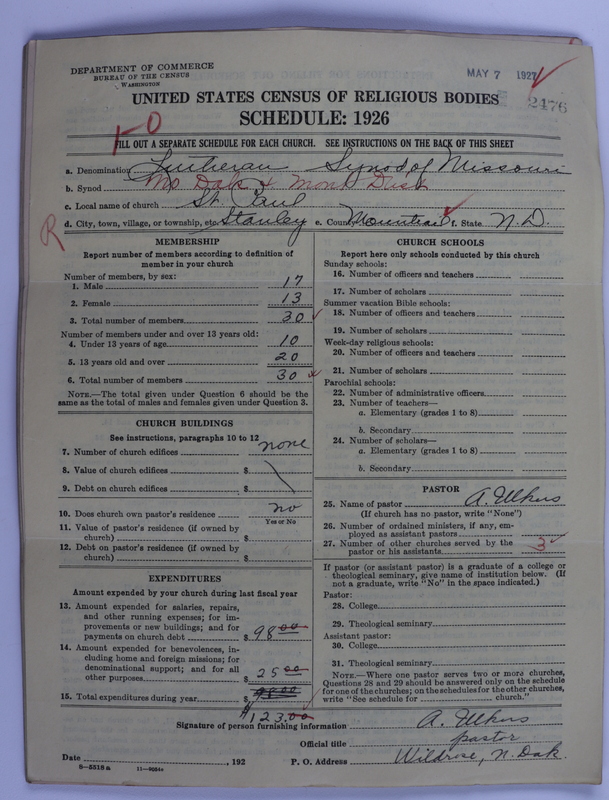 DEPARTMENT OF COMMERCE
BUREAU OF THE CENSUS
WASHINGTON
MAY 7 1927
2476
UNITED STATES CENSUS OF RELIGIOUS BODIES
SCHEDULE: 1926
1-0
FILL OUT A SEPARATE SCHEDULE FOR EACH CHURCH. SEE INSTRUCTIONS ON THE BACK OF THIS SHEET
a. Denomination Lutheran Synod of Missouri
b. Synod No. Dak & Mont Dist
c. Local name of church St. Paul
d. City, town, village, or township, etc. Stanley e. County Mountrail f. State N.D.
R
MEMBERSHIP
Report number of members according to definition of
member in your church
Number of members, by sex:
1. Male 17
2. Female 13
3. Total number of members 30
Number of members under and over 13 years old:
4. Under 13 years of age 10
5. 13 years old and over 20
6. Total number of members 30
NOTE.—The total given under Question 6 should be the
same as the total of males and females given under Question 3.
CHURCH BUILDINGS
See instructions, paragraphs 10 to 12
7. Number of church edifices none
8. Value of church edifices $
9. Debt on church edifices $
10. Does church own pastor's residence no
Yes or No
11. Value of pastor's residence (if owned by
church) $
12. Debt on pastor's residence (if owned by
church) $
EXPENDITURES
Amount expended by your church during last fiscal year
13. Amount expended for salaries, repairs,
and other running expenses; for im-
provements or new buildings; and for
payments on church debt $ 98.00
14. Amount expended for benevolences, in-
cluding home and foreign missions; for
denominational support; and for all
other purposes $ 25.00
15. Total expenditures during year $ 98.00
$123.00
CHURCH SCHOOLS
Report here only schools conducted by this church
Sunday schools:
16. Number of officers and teachers
17. Number of scholars
Summer vacation Bible schools:
18. Number of officers and teachers
19. Number of scholars
Week-day religious schools:
20. Number of officers and teachers
21. Number of scholars
Parochial schools:
22. Number of administrative officers
23. Number of teachers—
a. Elementary (grades 1 to 8)
b. Secondary
24. Number of scholars—
a. Elementary (grades 1 to 8)
b. Secondary
PASTOR
25. Name of pastor A.
(If church has no pastor, write "None")
26. Number of ordained ministers, if any, em-
ployed as assistant pastors
27. Number of other churches served by the
pastor or his assistants 3
If pastor (or assistant pastor) is a graduate of a college or
theological seminary, give name of institution below. (If
not a graduate, write "No" in the space indicated.)
Pastor:
28. College
29. Theological seminary
Assistant pastor:
30. College
31. Theological seminary
NOTE.—Where one pastor serves two or more churches,
Questions 28 and 29 should be answered only on the schedule
for one of the churches; on the schedules for the other churches,
write "See schedule for church."
Signature of person furnishing information A.
Official title pastor
Date , 192 P. O. Address Wildrose, N. Dak.